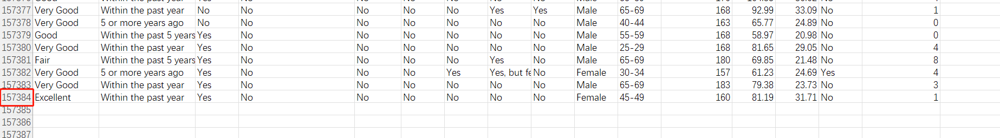 157377 Very Good Within the past year No No No No No Yes Yes Male 65-69 168 92.99 33.09 No 1
157378 Very Good 5 or more years ago No No No No No No No Male 40-44 163 65.77 24.89 No 0
157379 Good Within the past 5 years Yes No No No No No No Male 55-59 168 58.97 20.98 No 0
157380 Very Good Within the past year Yes No No No No No No Male 25-29 168 81.65 29.05 No 4
157381 Fair Within the past 5 years Yes No No No No Yes No Male 65-69 180 69.85 21.48 No 8
157382 Very Good 5 or more years ago Yes No No No Yes Yes, but fe No Female 30-34 157 61.23 24.69 Yes 4
157383 Very Good Within the past year Yes No No No No No No Male 65-69 183 79.38 23.73 No 3
157384 Excellent Within the past year Yes No No No No No No Female 45-49 160 81.19 31.71 No 1
157385
157386
157387